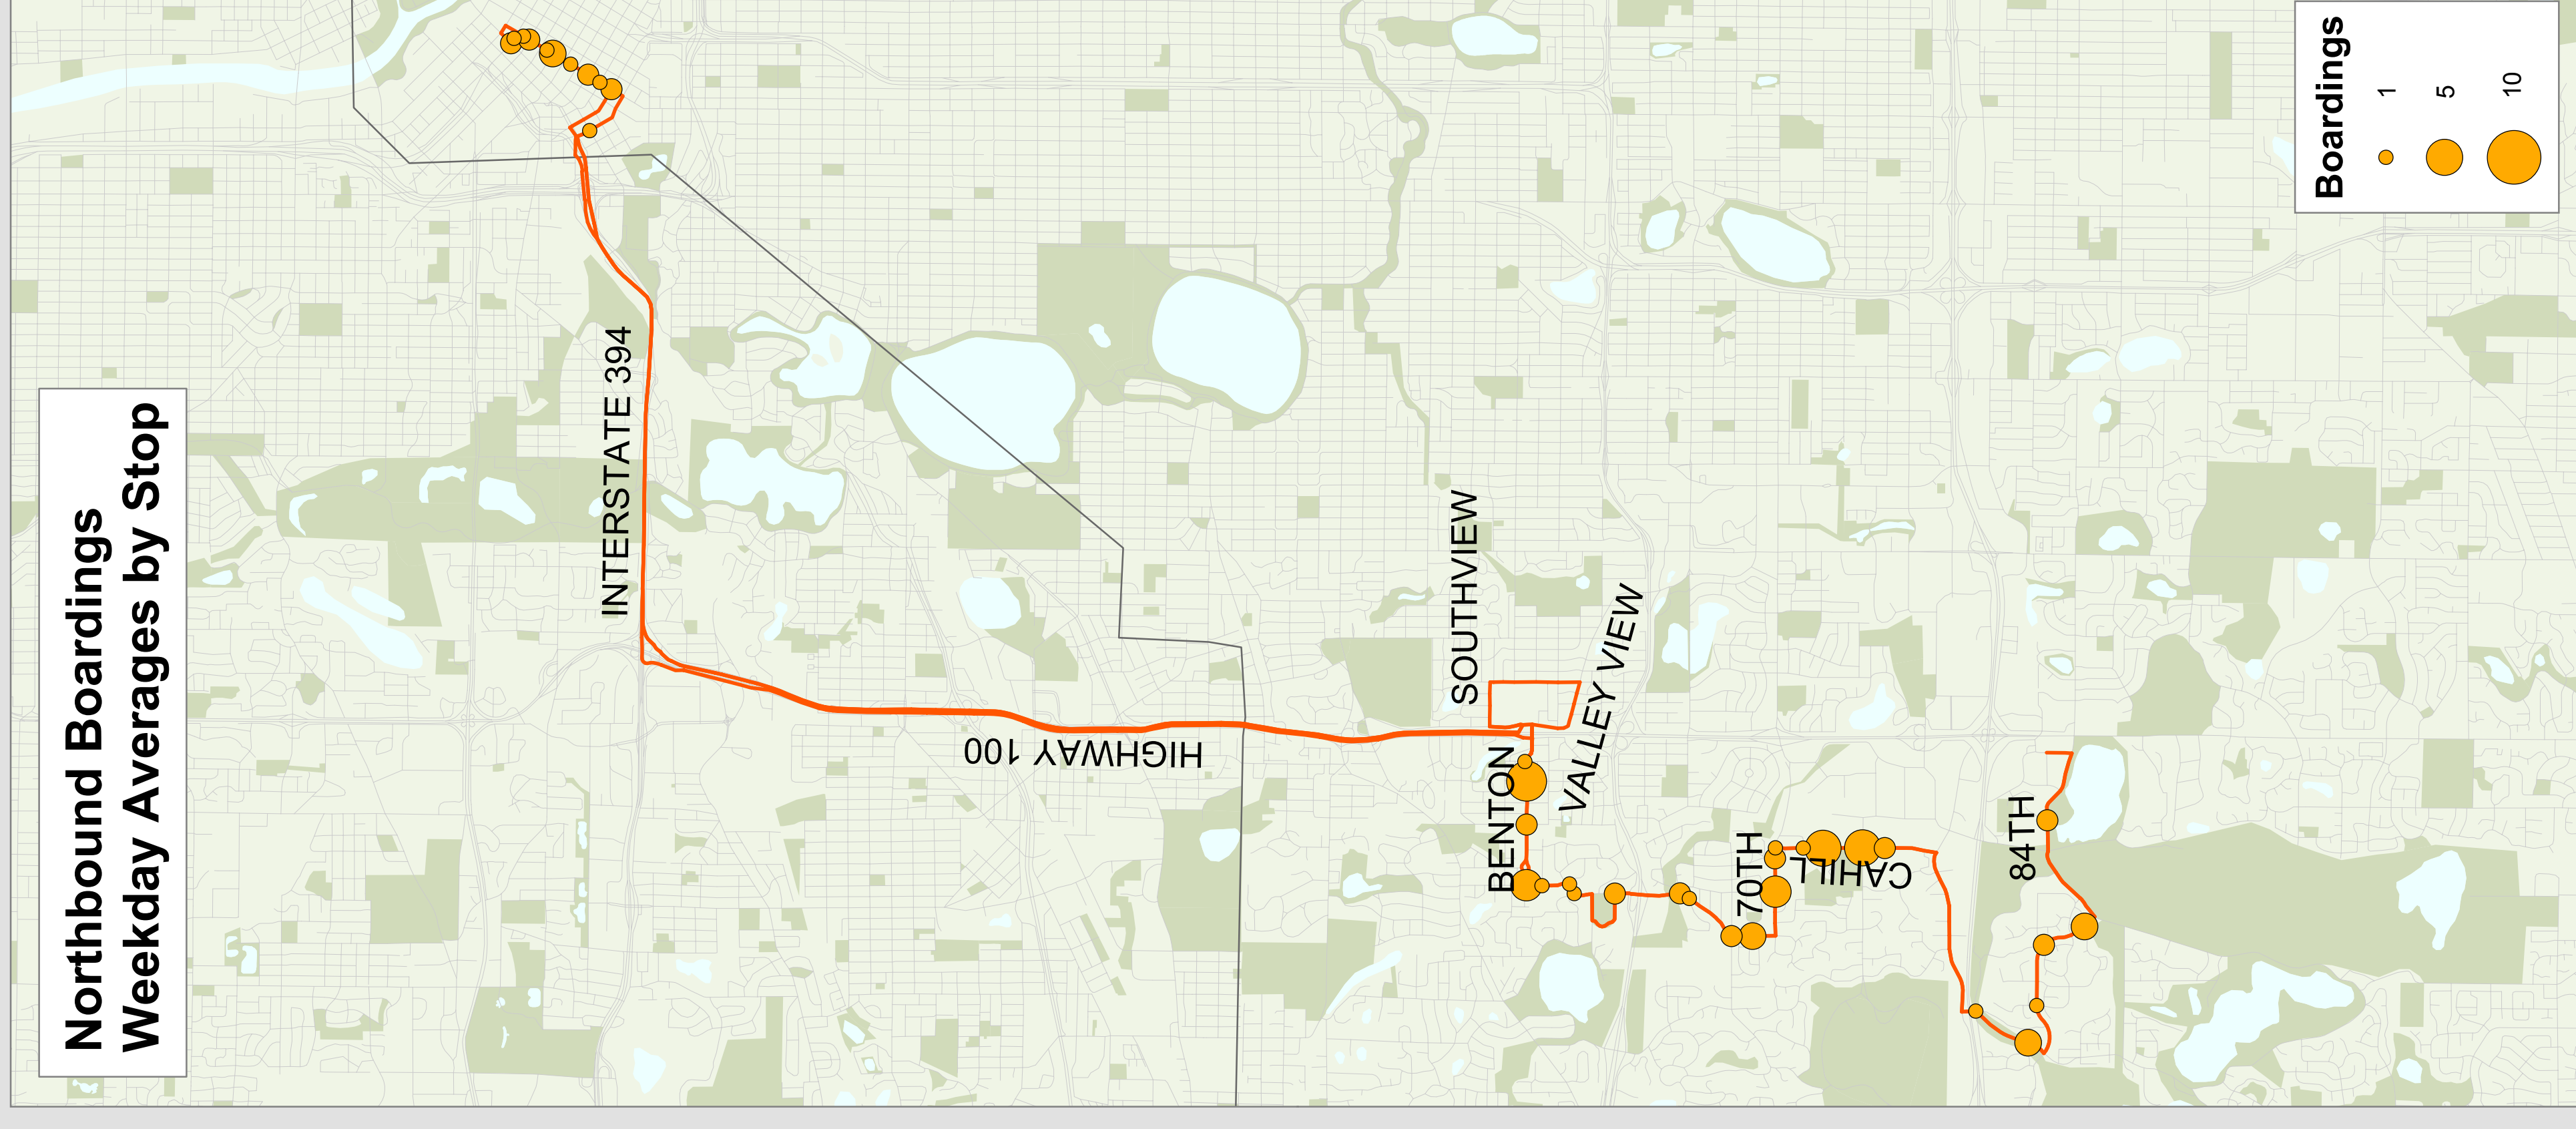 Northbound Boardings
Weekday Averages by Stop
INTERSTATE 394
HIGHWAY 100
SOUTHVIEW
BENTON
VALLEY VIEW
70TH
CAHILL
84TH
Boardings
1
5
10